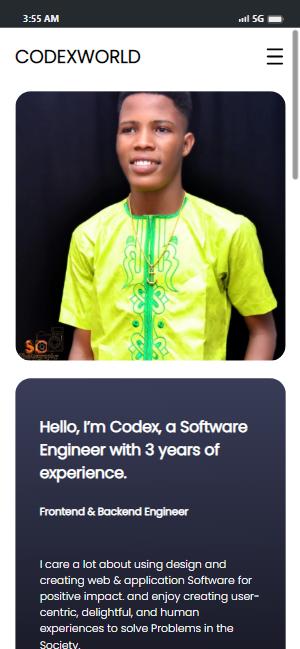 3:55 AM
5G
CODEXWORLD
Hello, I'm Codex, a Software
Engineer with 3 years of
experience.
Frontend & Backend Engineer
I care a lot about using design and
creating web & application Software for
positive impact. and enjoy creating user-
centric, delightful, and human
experiences to solve Problems in the
Society.